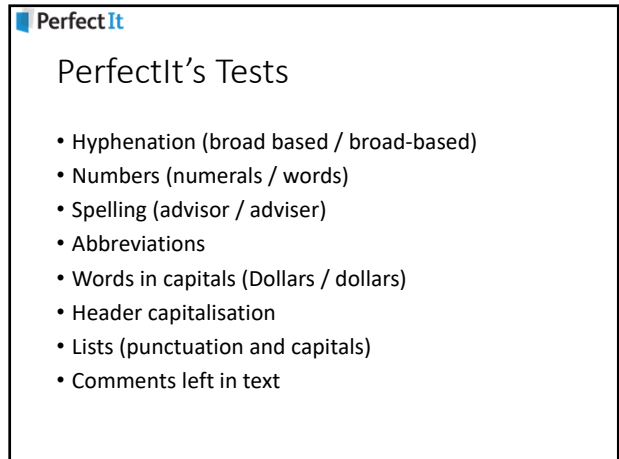 PerfectIt
PerfectIt's Tests
• Hyphenation (broad based / broad-based)
• Numbers (numerals / words)
• Spelling (advisor / adviser)
• Abbreviations
• Words in capitals (Dollars / dollars)
• Header capitalisation
• Lists (punctuation and capitals)
• Comments left in text